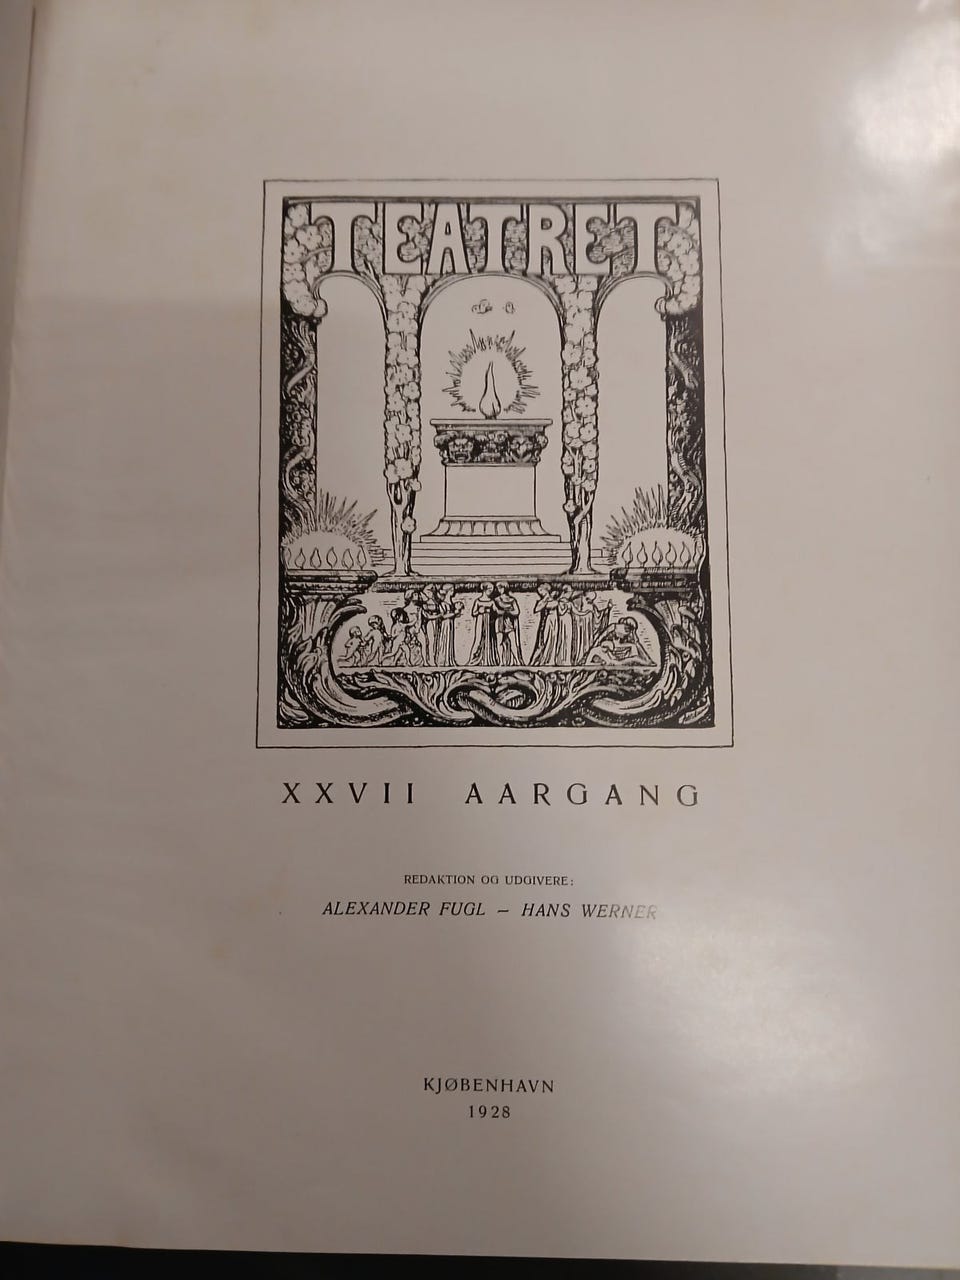 TEATRET
XXVII AARGANG
REDAKTION OG UDGIVERE:
ALEXANDER FUGL – HANS WERNER
KJØBENHAVN
1928